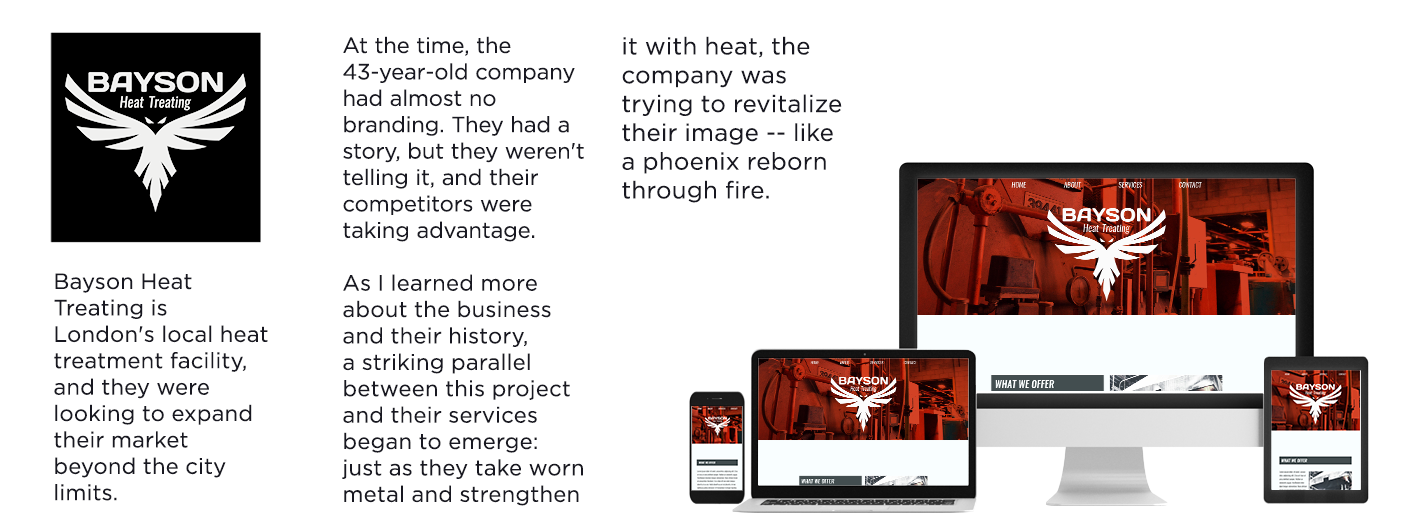 BAYSON
Heat Treating
Bayson Heat
Treating is
London's local heat
treatment facility,
and they were
looking to expand
their market
beyond the city
limits.
At the time, the
43-year-old company
had almost no
branding. They had a
story, but they weren't
telling it, and their
competitors were
taking advantage.
As I learned more
about the business
and their history,
a striking parallel
between this project
and their services
began to emerge:
just as they take worn
metal and strengthen
it with heat, the
company was
trying to revitalize
their image -- like
a phoenix reborn
through fire.
HOME ABOUT SERVICES CONTACT
BAYSON
Heat Treating
WHAT WE OFFER
HOME ABOUT SERVICES CONTACT
BAYSON
Heat Treating
WHAT WE OFFER
BAYSON
Heat Treating
WHAT WE OFFER
BAYSON
WHAT WE OFFER